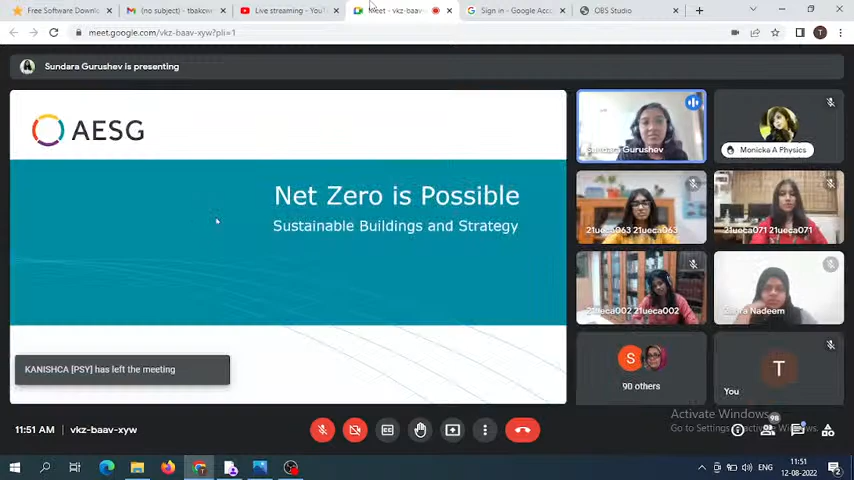 Free Software Downlo
(no subject) - tbakow
Live streaming - YouT
Meet - vkz-baav-
Sign in - Google Acco
OBS Studio
meet.google.com/vkz-baav-xyw?pli=1
T
Sundara Gurushev is presenting
AESG
Net Zero is Possible
Sustainable Buildings and Strategy
KANISHCA [PSY] has left the meeting
Sundara Gurushev
Monicka A Physics
21ueca063 21ueca063
21ueca071 21ueca071
21ueca002 21ueca002
Zahra Nadeem
S
90 others
T
You
Activate Windows
Go to Settings to activate Windows.
11:51 AM
vkz-baav-xyw
98
ENG
11:51
12-08-2022
2